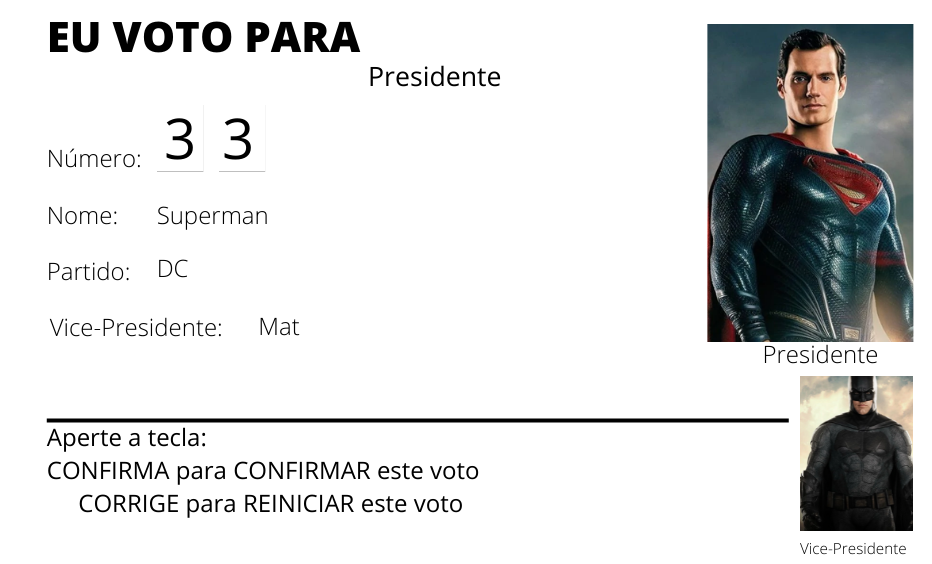 EU VOTO PARA
Presidente
Número: 3 3
Nome: Superman
Partido: DC
Vice-Presidente: Mat
Presidente
Aperte a tecla:
CONFIRMA para CONFIRMAR este voto
CORRIGE para REINICIAR este voto
Vice-Presidente